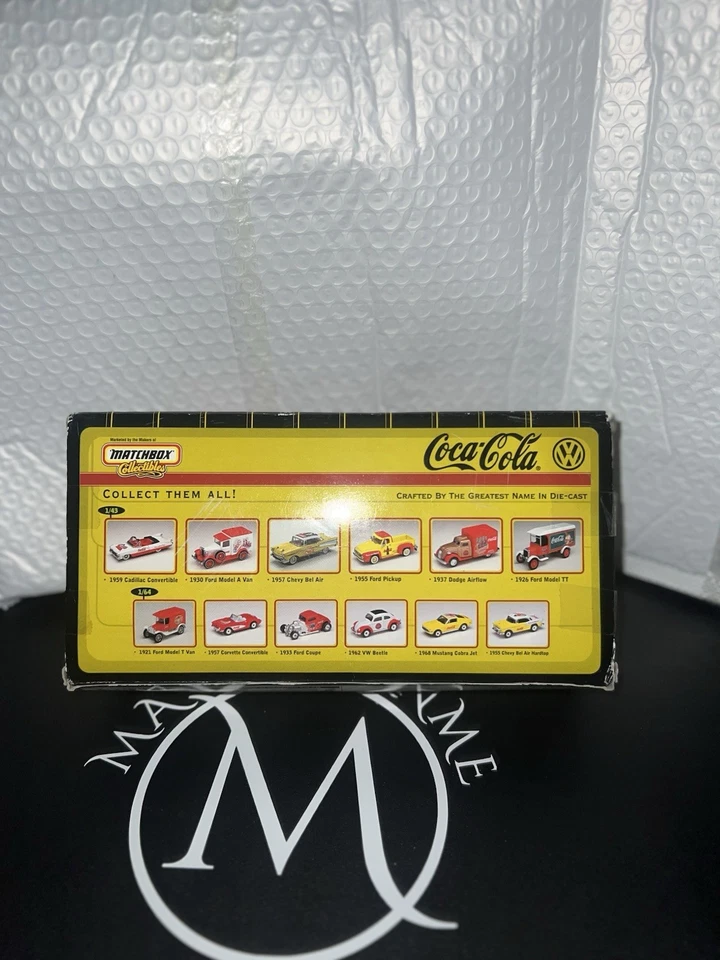 Marketed by the Makers of
MATCHBOX
Collectibles
Coca-Cola
VW
COLLECT THEM ALL!
CRAFTED BY THE GREATEST NAME IN DIE-CAST
1/43
· 1959 Cadillac Convertible
· 1930 Ford Model A Van
· 1957 Chevy Bel Air
· 1955 Ford Pickup
· 1937 Dodge Airflow
· 1926 Ford Model TT
1/64
· 1921 Ford Model T Van
· 1957 Corvette Convertible
· 1933 Ford Coupe
· 1962 VW Beetle
· 1968 Mustang Cobra Jet
· 1955 Chevy Bel Air Hardtop
M